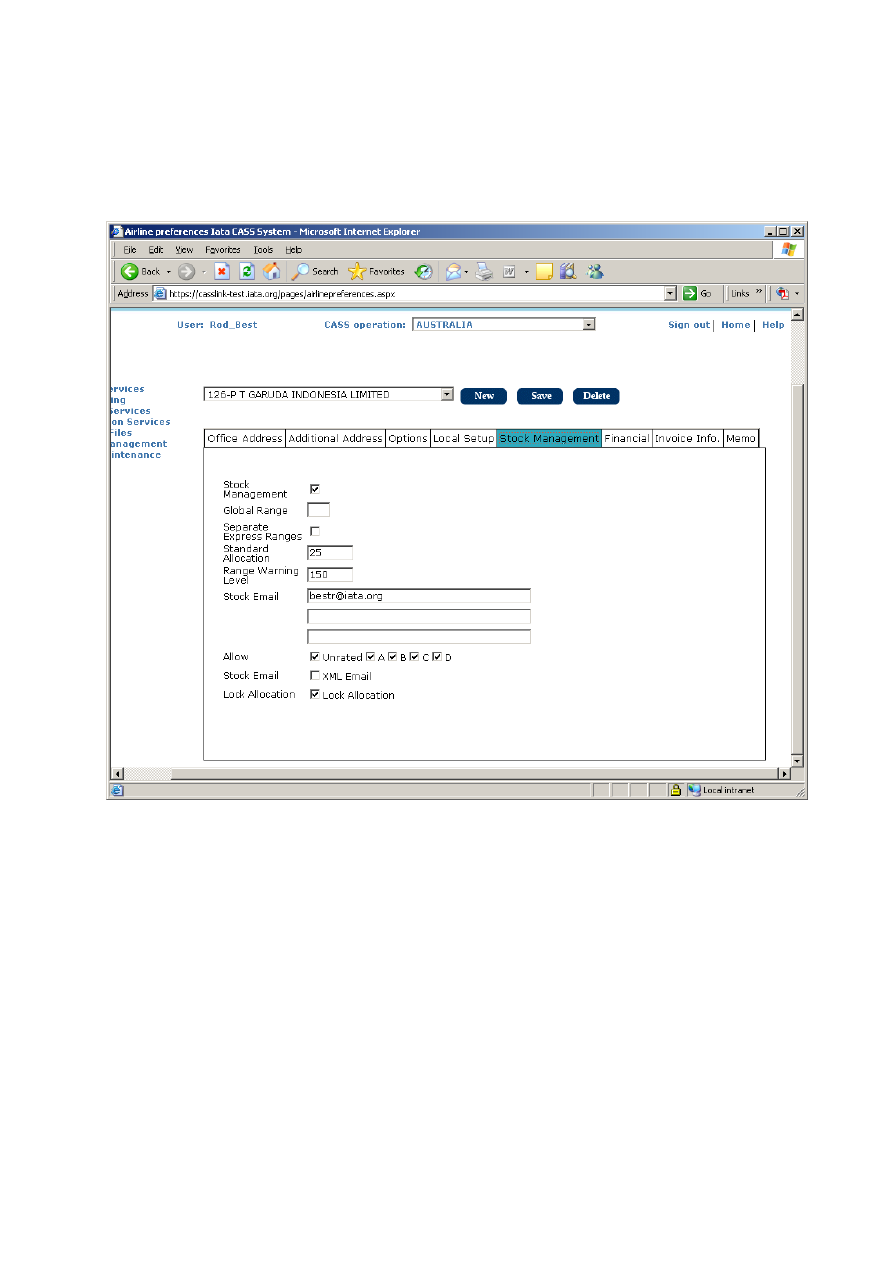 Airline preferences Iata CASS System - Microsoft Internet Explorer
File Edit View Favorites Tools Help
Back Search Favorites
Address https://casslink-test.iata.org/pages/airlinepreferences.aspx Go Links »
User: Rod_Best CASS operation: AUSTRALIA Sign out | Home | Help
ervices
ing
Services
on Services
Files
anagement
intenance
126-P T GARUDA INDONESIA LIMITED New Save Delete
Office Address Additional Address Options Local Setup Stock Management Financial Invoice Info. Memo
Stock
Management
Global Range
Separate
Express Ranges
Standard
Allocation 25
Range Warning
Level 150
Stock Email bestr@iata.org
Allow Unrated A B C D
Stock Email XML Email
Lock Allocation Lock Allocation
Local intranet